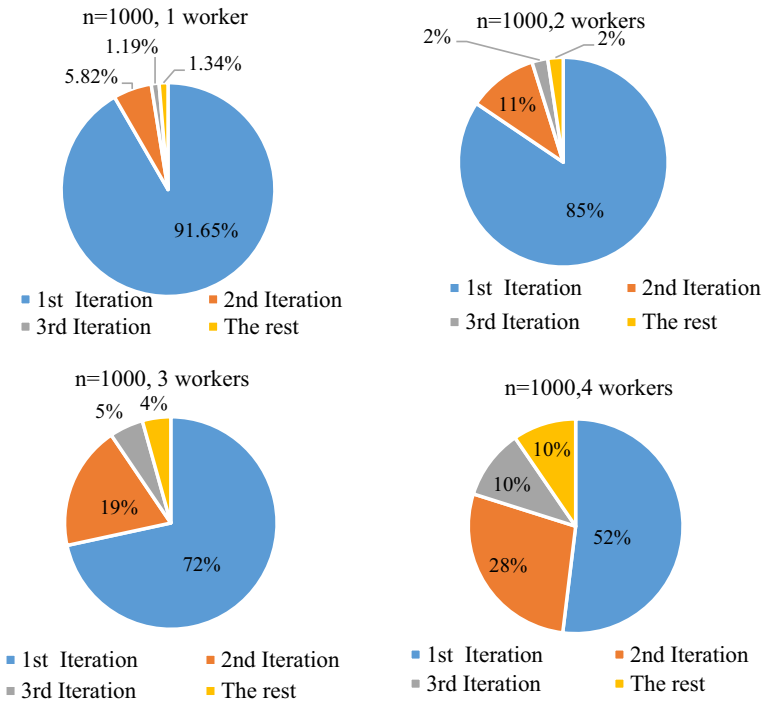 n=1000, 1 worker
1.19%
1.34%
5.82%
91.65%
1st Iteration
2nd Iteration
3rd Iteration
The rest
n=1000,2 workers
2%
2%
11%
85%
1st Iteration
2nd Iteration
3rd Iteration
The rest
n=1000, 3 workers
5%
4%
19%
72%
1st Iteration
2nd Iteration
3rd Iteration
The rest
n=1000,4 workers
10%
10%
52%
28%
1st Iteration
2nd Iteration
3rd Iteration
The rest